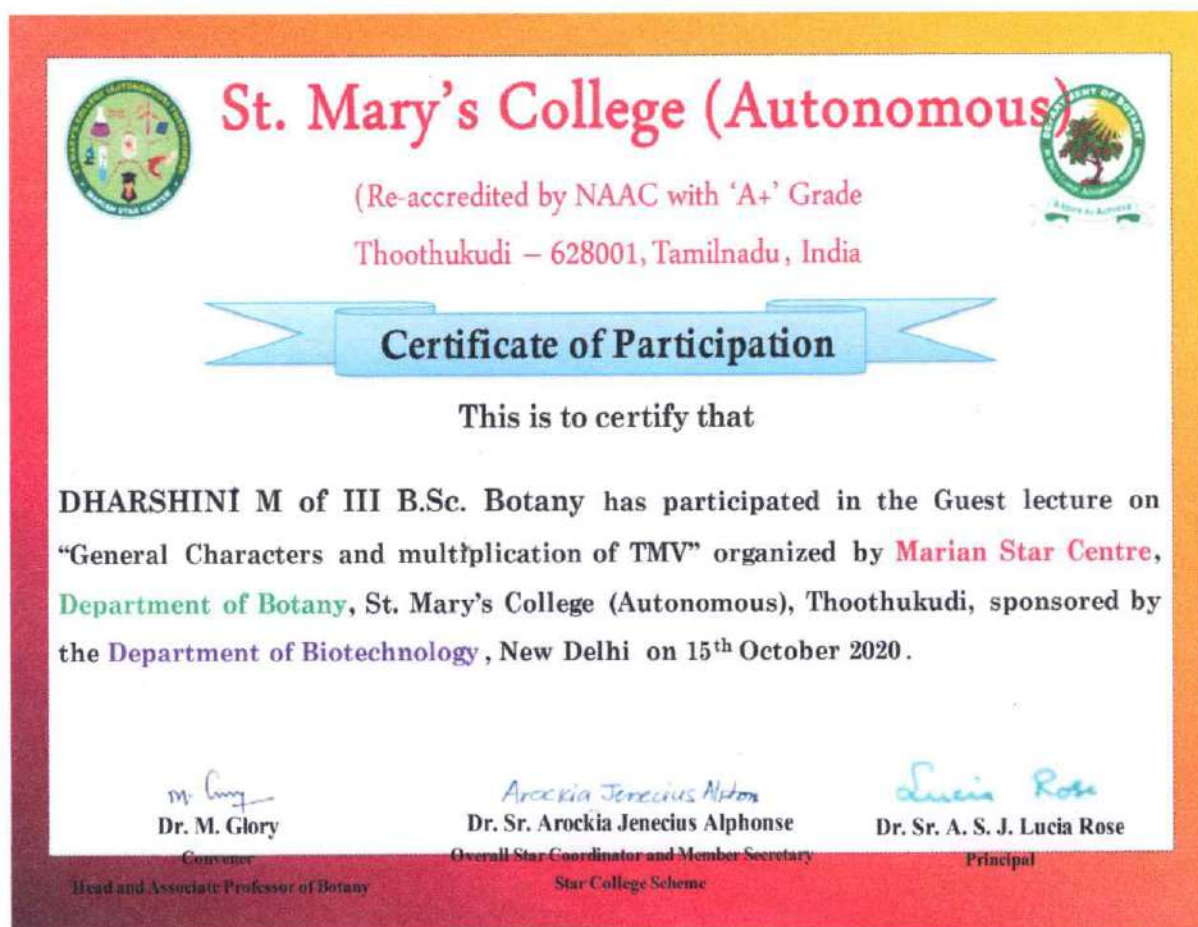 St. Mary's College (Autonomous)
(Re-accredited by NAAC with 'A+' Grade
Thoothukudi – 628001, Tamilnadu, India
DEPARTMENT OF BOTANY
Certificate of Participation
This is to certify that
DHARSHINI M of III B.Sc. Botany has participated in the Guest lecture on
“General Characters and multiplication of TMV” organized by Marian Star Centre,
Department of Botany, St. Mary's College (Autonomous), Thoothukudi, sponsored by
the Department of Biotechnology, New Delhi on 15th October 2020.
Arockia Jenecius
Lucia Rose
Dr. M. Glory
Dr. Sr. Arockia Jenecius Alphonse
Dr. Sr. A. S. J. Lucia Rose
Convener
Overall Star Coordinator and Member Secretary
Principal
Head and Associate Professor of Botany
Star College Scheme